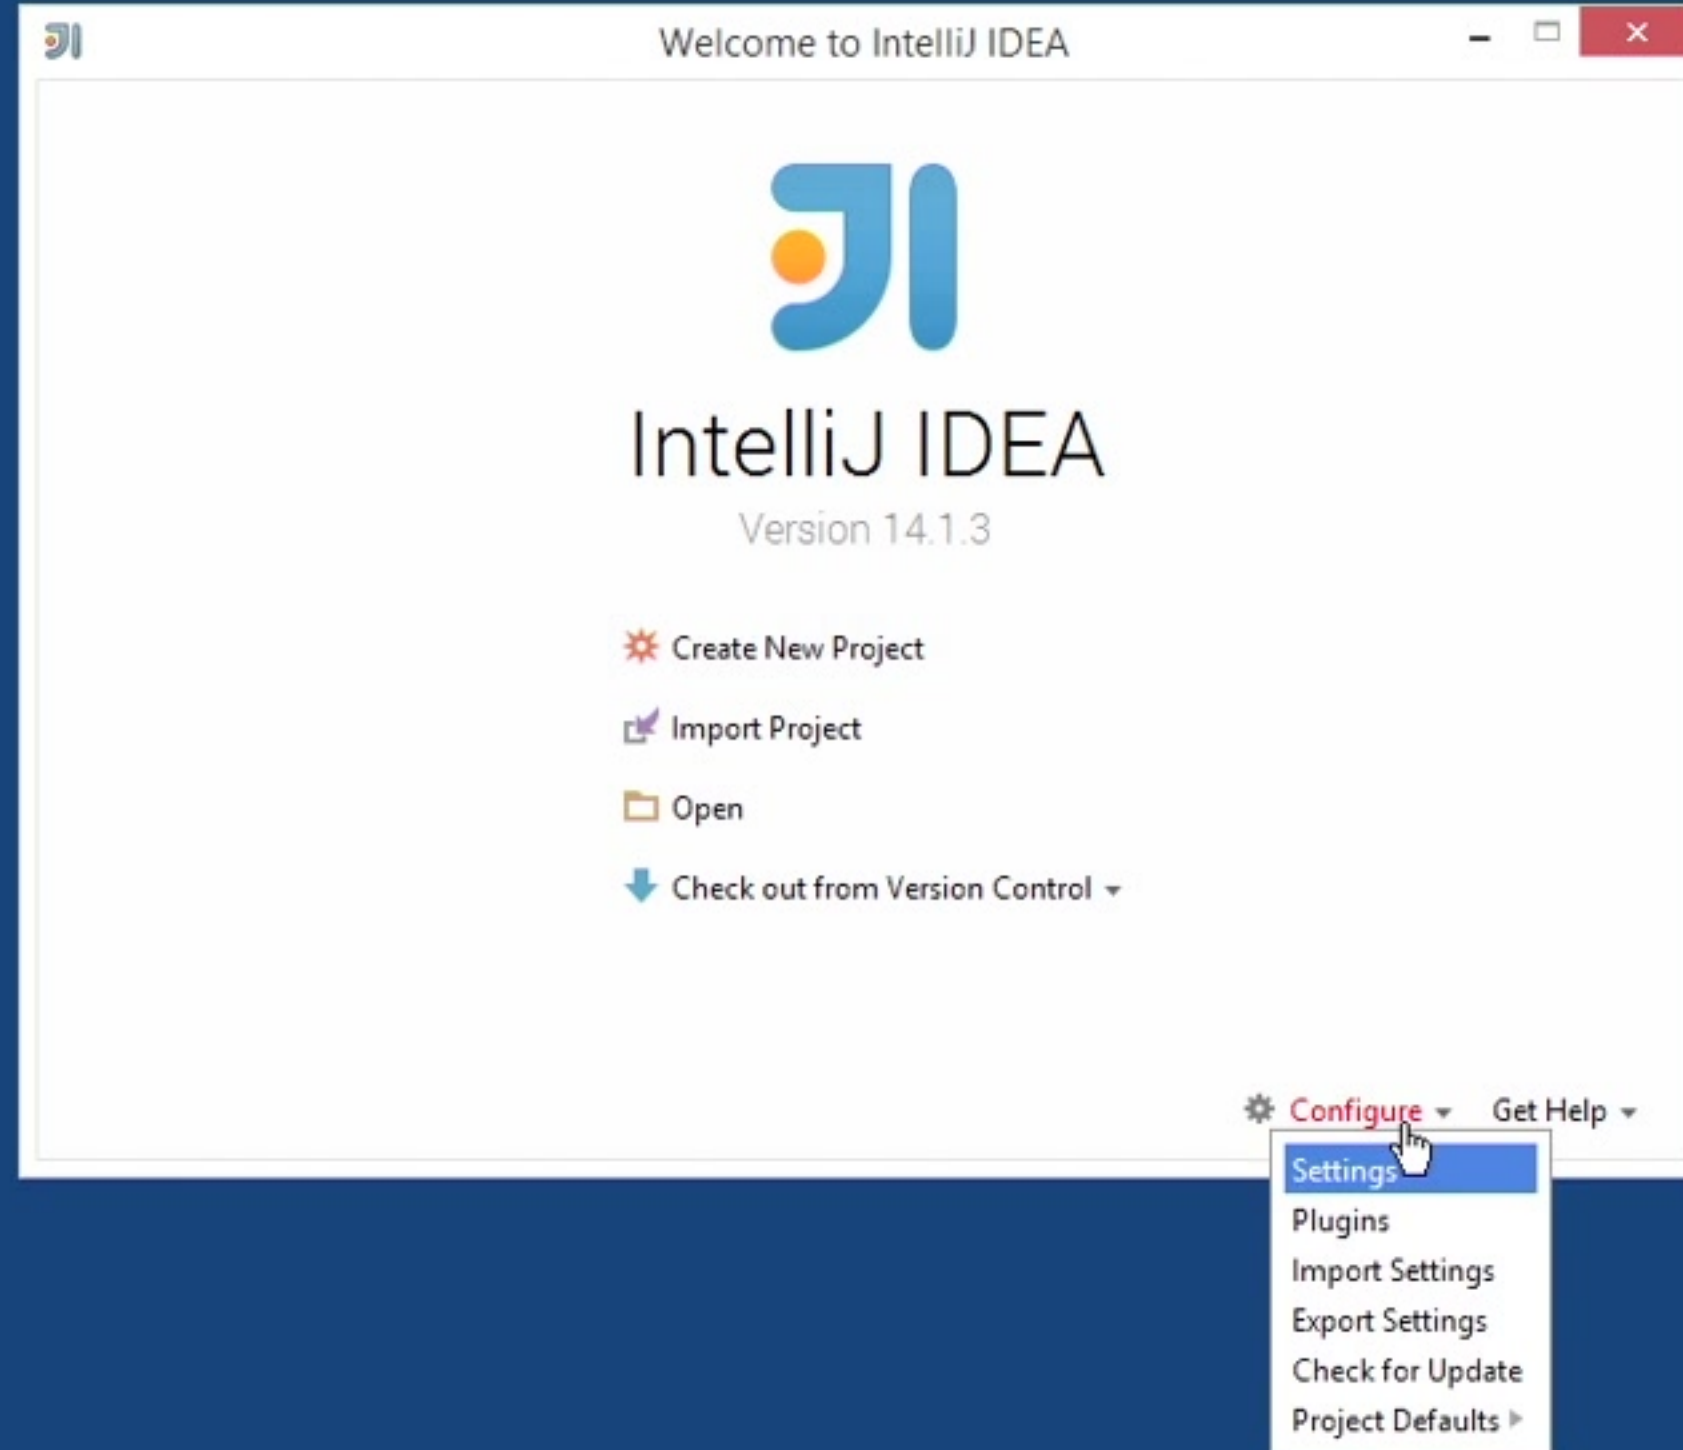 Welcome to IntelliJ IDEA
IntelliJ IDEA
Version 14.1.3
Create New Project
Import Project
Open
Check out from Version Control
Configure
Get Help
Settings
Plugins
Import Settings
Export Settings
Check for Update
Project Defaults